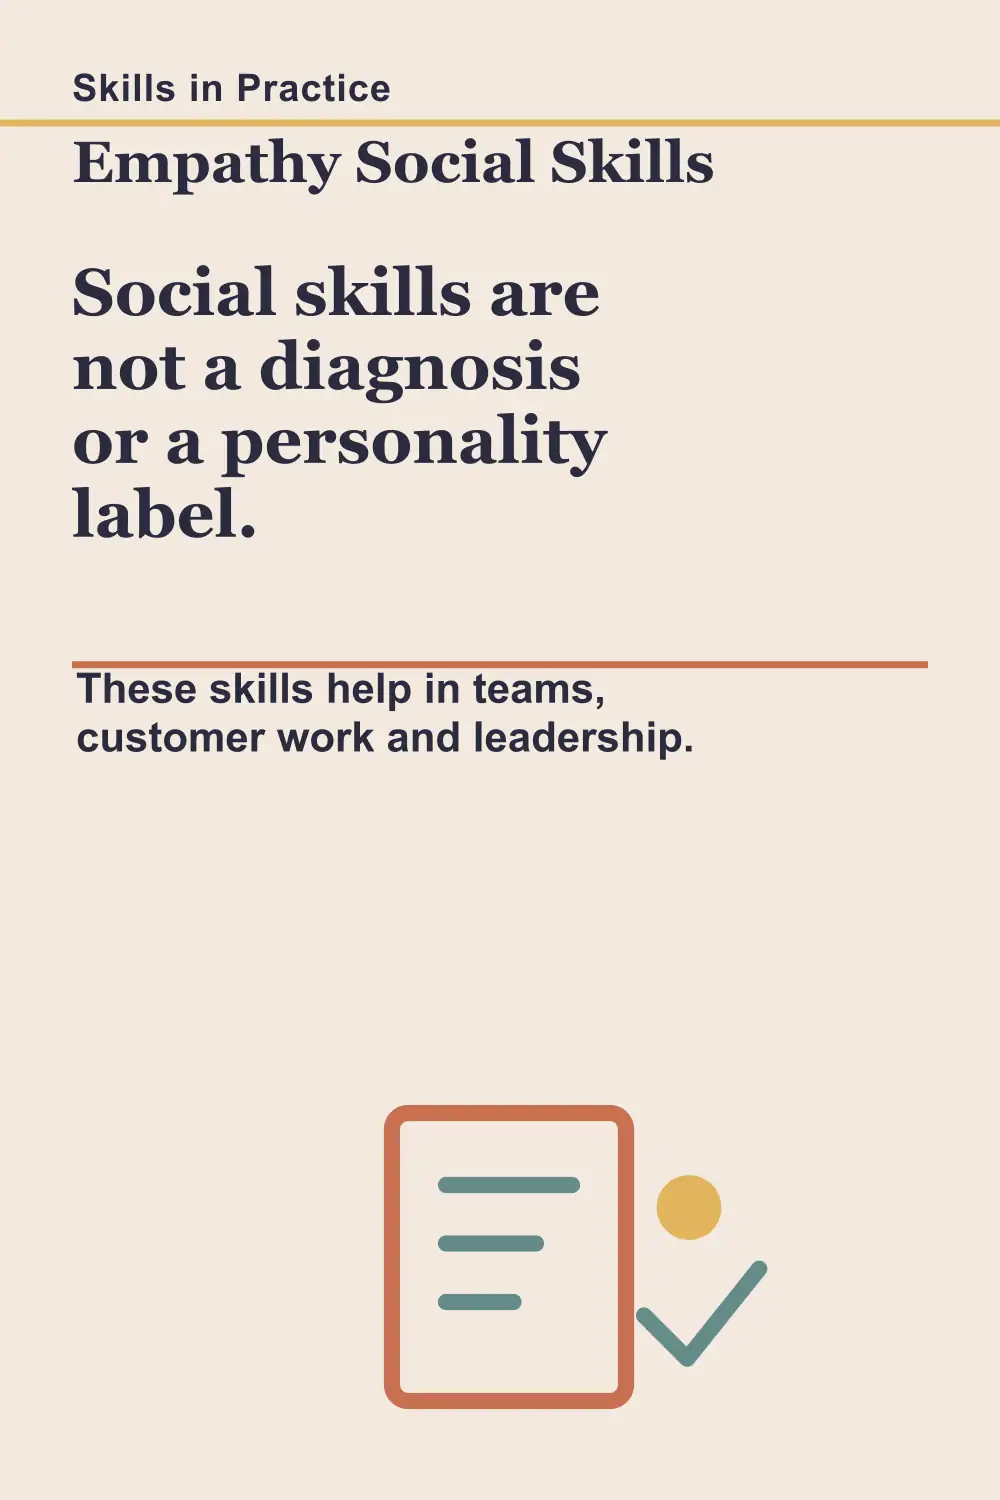 Skills in Practice
Empathy Social Skills
Social skills are
not a diagnosis
or a personality
label.
These skills help in teams,
customer work and leadership.